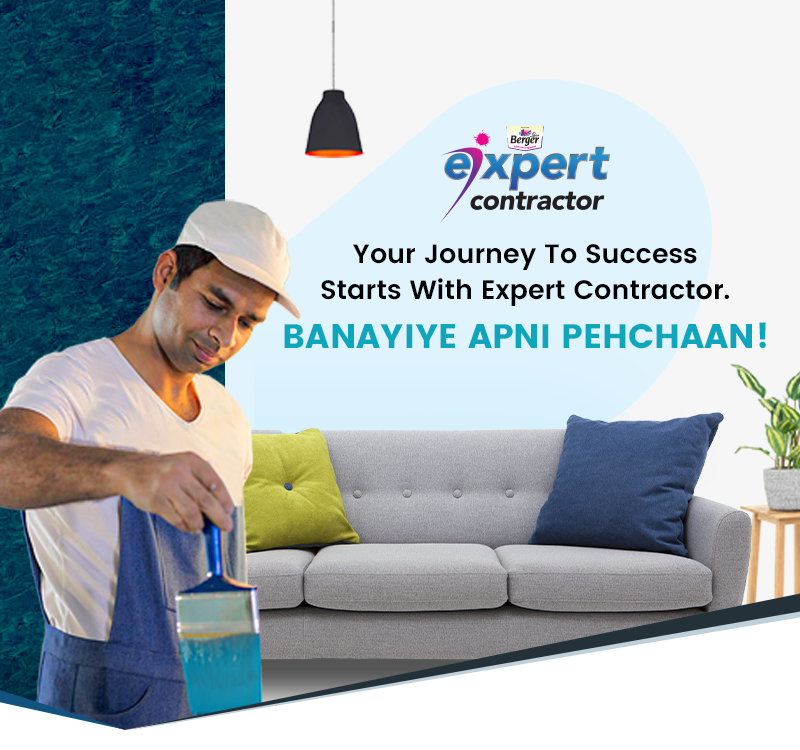 Berger
expert
contractor
Your Journey To Success
Starts With Expert Contractor.
BANAYIYE APNI PEHCHAAN!